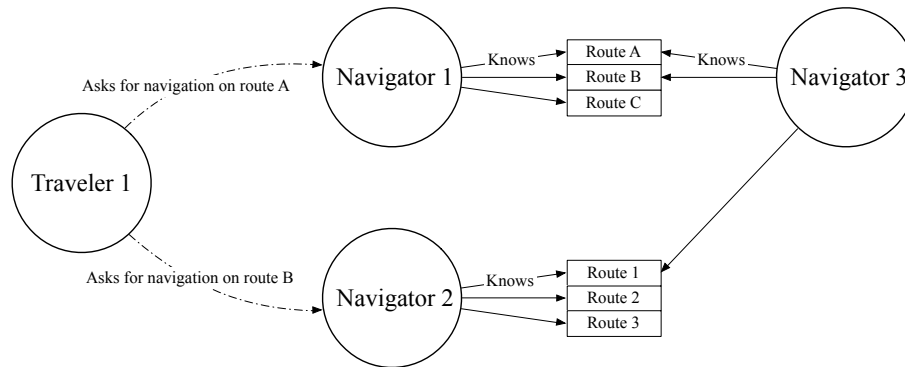 Navigator 1
Knows
Route A
Route B
Route C
Knows
Navigator 3
Asks for navigation on route A
Traveler 1
Asks for navigation on route B
Navigator 2
Knows
Route 1
Route 2
Route 3